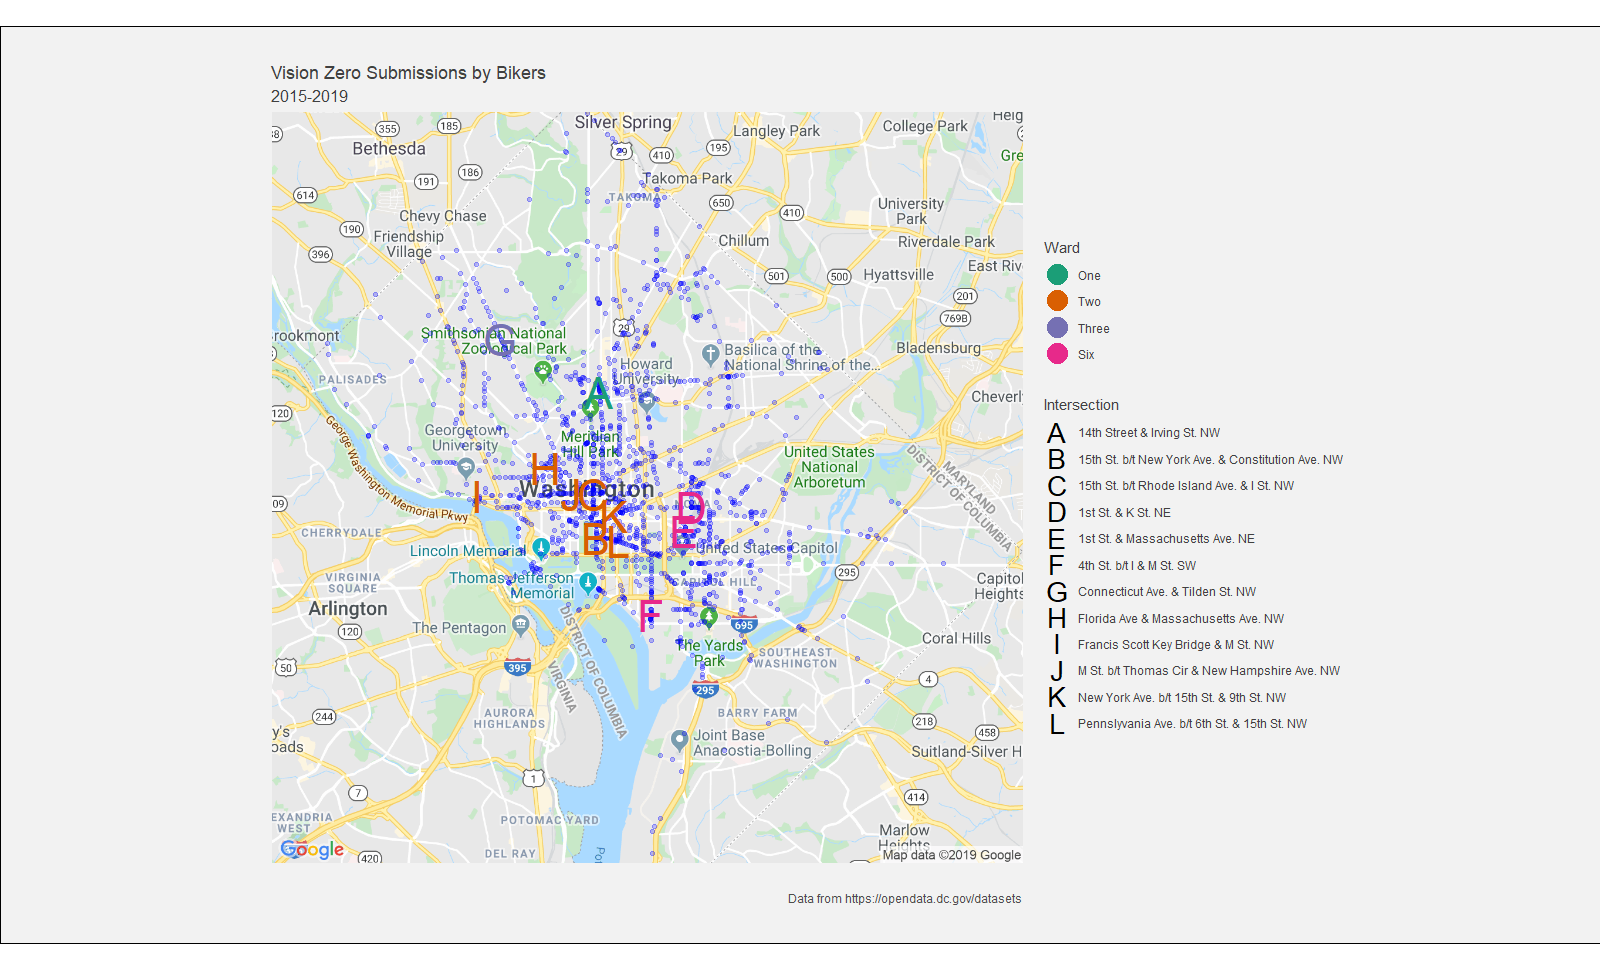 Vision Zero Submissions by Bikers
2015-2019
Silver Spring
Langley Park
College Park
355
185
Bethesda
29
410
195
Gre
186
191
Takoma Park
614
TAKOMA
650
410
University
Park
Chevy Chase
190
Friendship
Village
396
Chillum
Riverdale Park
501
500
Hyattsville
East Riv
201
769B
rookmont
29
Smithsonian National
Zoological Park
G
Basilica of the
National Shrine of the...
Bladensburg
Howard
University
PALISADES
A
Cheverl
120
Georgetown
University
Meridian
Hill Park
George Washington Memorial Pkwy
United States
National
Arboretum
MARYLAND
DISTRICT OF COLUMBIA
H
Washington
I
J
C
K
D
E
09
CHERRYDALE
B
L
Lincoln Memorial
United States Capitol
VIRGINIA
SQUARE
Thomas Jefferson
Memorial
CAPITOL HILL
295
Capitol
Heights
Arlington
120
The Pentagon
F
695
Coral Hills
The Yards
Park
SOUTHEAST
WASHINGTON
50
395
DISTRICT OF COLUMBIA
VIRGINIA
295
4
244
AURORA
HIGHLANDS
BARRY FARM
218
458
y's
oads
Joint Base
Anacostia-Bolling
Suitland-Silver H
1
7
414
EXANDRIA
WEST
POTOMAC YARD
Marlow
Heights
DEL RAY
Google
420
Map data ©2019 Google
Data from https://opendata.dc.gov/datasets
Ward
One
Two
Three
Six
Intersection
A 14th Street & Irving St. NW
B 15th St. b/t New York Ave. & Constitution Ave. NW
C 15th St. b/t Rhode Island Ave. & I St. NW
D 1st St. & K St. NE
E 1st St. & Massachusetts Ave. NE
F 4th St. b/t I & M St. SW
G Connecticut Ave. & Tilden St. NW
H Florida Ave & Massachusetts Ave. NW
I Francis Scott Key Bridge & M St. NW
J M St. b/t Thomas Cir & New Hampshire Ave. NW
K New York Ave. b/t 15th St. & 9th St. NW
L Pennslyvania Ave. b/t 6th St. & 15th St. NW